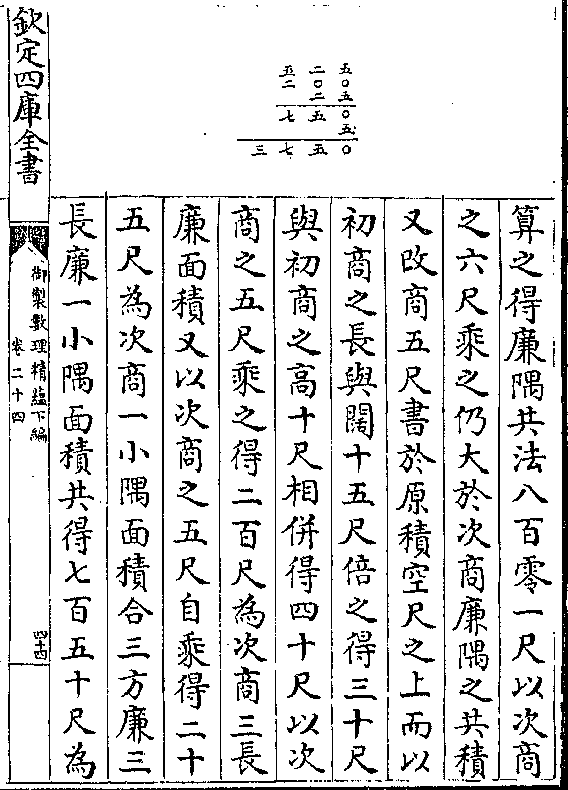 算之得廉隅共法八百零一尺以次商
之六尺乘之仍大於次商廉隅之共積
又改商五尺書於原積空尺之上而以
初商之長與闊十五尺倍之得三十尺
與初商之高十尺相併得四十尺以次
商之五尺乘之得二百尺為次商三長
廉面積又以次商之五尺自乘得二十
五尺為次商一小隅面積合三方廉三
長廉一小隅面積共得七百五十尺為
五〇五〇五〇
二〇二五五
五二七七
三
欽定四庫全書
御製數理精藴下編
卷二十四
四十四